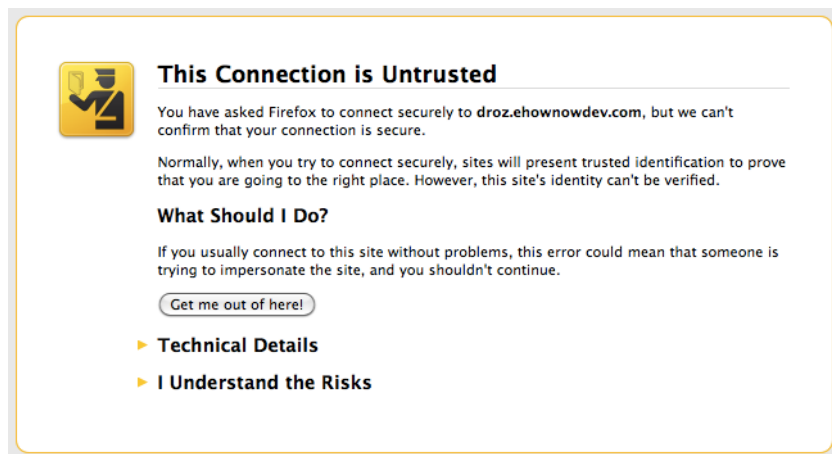 This Connection is Untrusted
You have asked Firefox to connect securely to droz.ehownowdev.com, but we can't
confirm that your connection is secure.
Normally, when you try to connect securely, sites will present trusted identification to prove
that you are going to the right place. However, this site's identity can't be verified.
What Should I Do?
If you usually connect to this site without problems, this error could mean that someone is
trying to impersonate the site, and you shouldn't continue.
Get me out of here!
Technical Details
I Understand the Risks